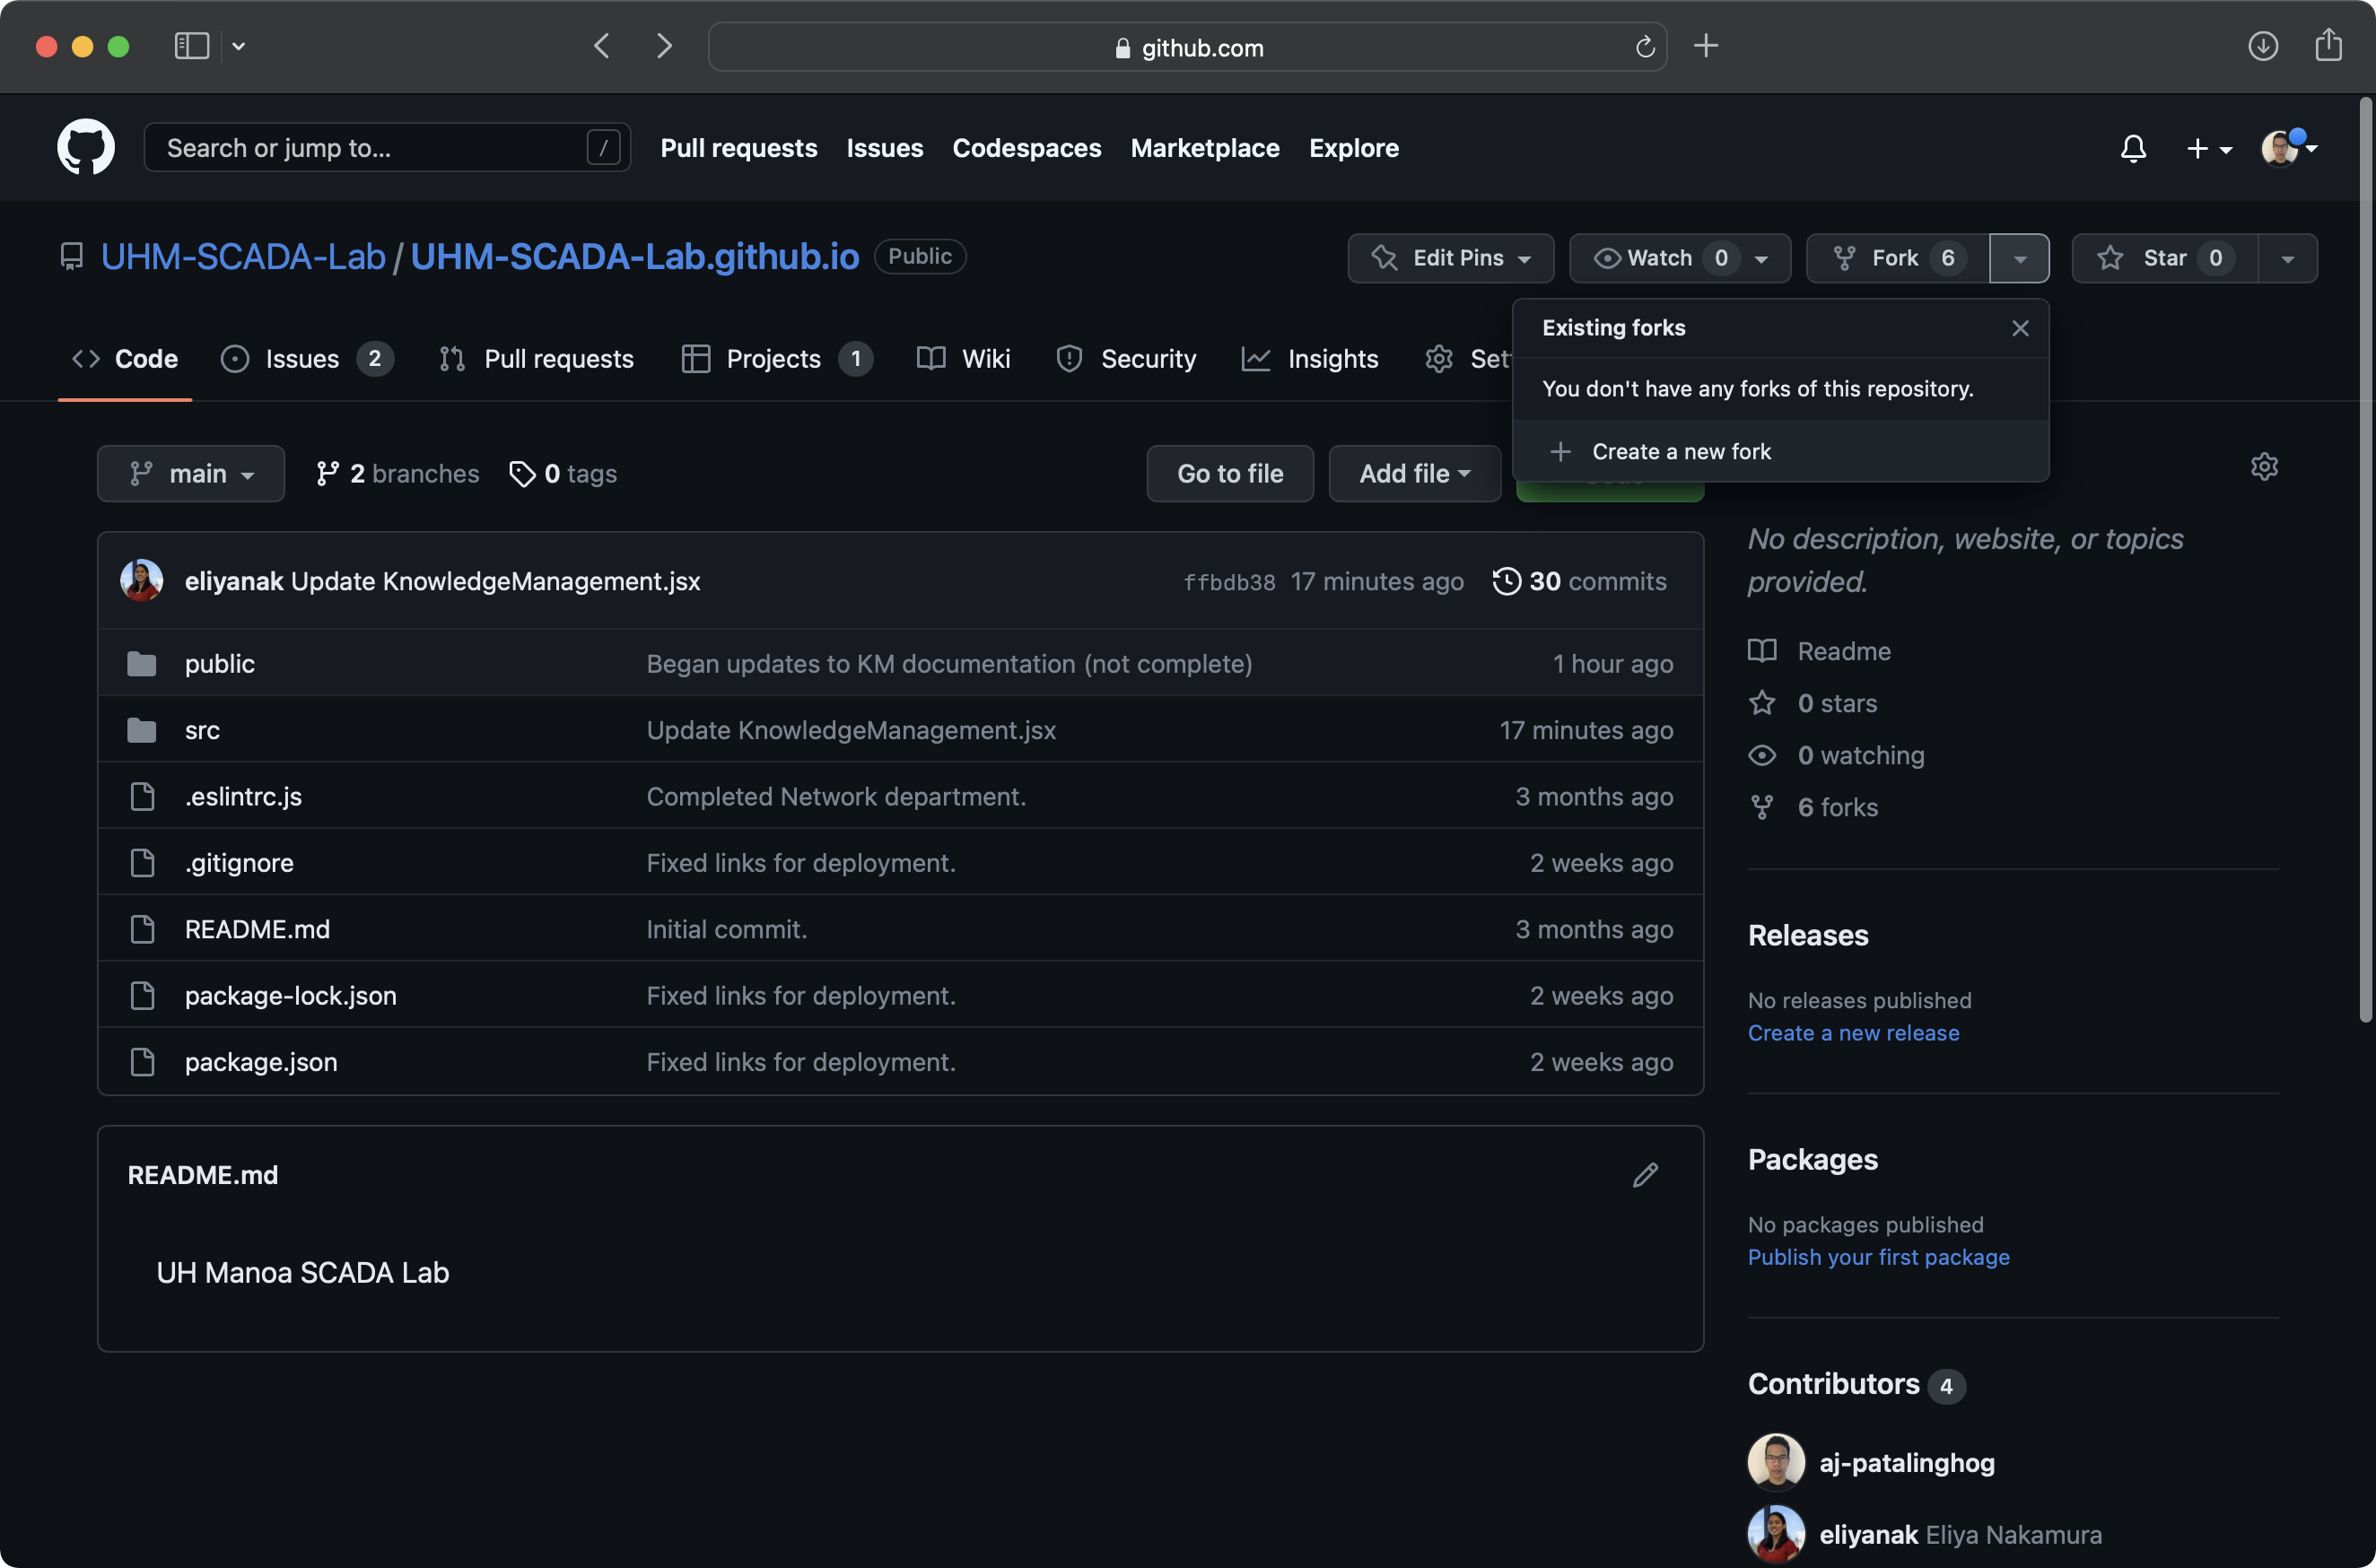 github.com
Search or jump to... /
Pull requests Issues Codespaces Marketplace Explore
UHM-SCADA-Lab / UHM-SCADA-Lab.github.io Public
Edit Pins Watch 0 Fork 6 Star 0
Existing forks
You don't have any forks of this repository.
Create a new fork
Code Issues 2 Pull requests Projects 1 Wiki Security Insights
main 2 branches 0 tags
Go to file Add file
eliyanak Update KnowledgeManagement.jsx ffbdb38 17 minutes ago 30 commits
public Began updates to KM documentation (not complete) 1 hour ago
src Update KnowledgeManagement.jsx 17 minutes ago
.eslintrc.js Completed Network department. 3 months ago
.gitignore Fixed links for deployment. 2 weeks ago
README.md Initial commit. 3 months ago
package-lock.json Fixed links for deployment. 2 weeks ago
package.json Fixed links for deployment. 2 weeks ago
README.md
UH Manoa SCADA Lab
No description, website, or topics
provided.
Readme
0 stars
0 watching
6 forks
Releases
No releases published
Create a new release
Packages
No packages published
Publish your first package
Contributors 4
aj-patalinghog
eliyanak Eliya Nakamura